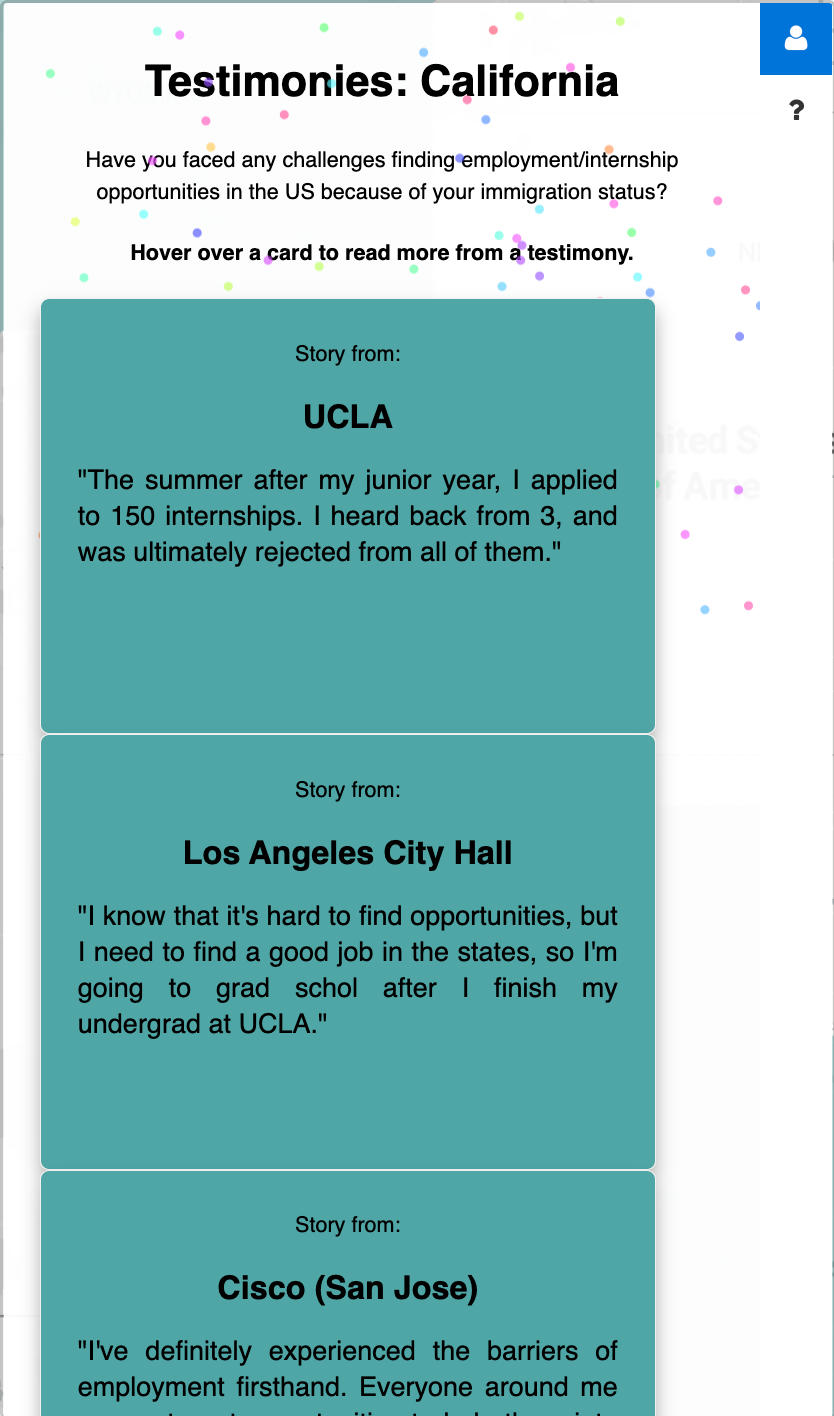 Testimonies: California
?
Have you faced any challenges finding employment/internship
opportunities in the US because of your immigration status?
Hover over a card to read more from a testimony.
Story from:
UCLA
"The summer after my junior year, I applied
to 150 internships. I heard back from 3, and
was ultimately rejected from all of them."
Story from:
Los Angeles City Hall
"I know that it's hard to find opportunities, but
I need to find a good job in the states, so I'm
going to grad schol after I finish my
undergrad at UCLA."
Story from:
Cisco (San Jose)
"I've definitely experienced the barriers of
employment firsthand. Everyone around me